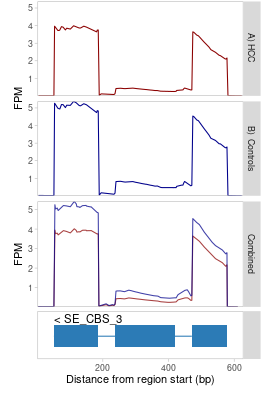 5
4
3
2
1
A) HCC
FPM
5
4
3
2
1
B) Controls
5
4
3
2
1
FPM
Combined
< SE_CBS_3
200
400
600
Distance from region start (bp)